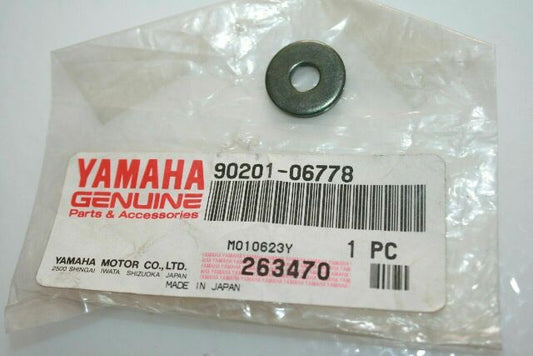 YAMAHA
GENUINE
Parts & Accessories
90201-06778
M010623Y
1 PC
263470
YAMAHA MOTOR CO., LTD.
2500 SHINGAI IWATA SHIZUOKA JAPAN
MADE IN JAPAN